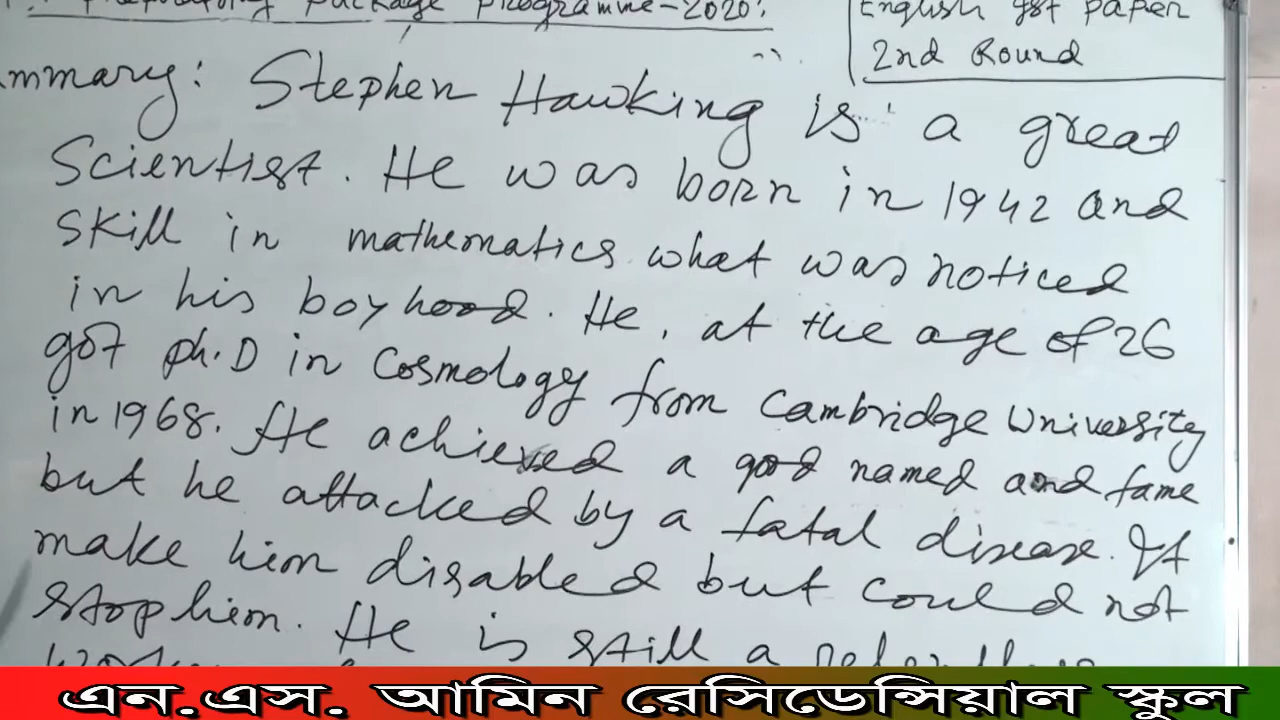 Package Programme-2020.
English 1st paper
2nd Round
mmary: Stephen Hawking is a great
Scientist. He was born in 1942 and
skill in mathematics what was noticed
in his boyhood. He, at the age of 26
got ph.D in Cosmology from Cambridge University
in 1968. He achieved a good named and fame
but he attacked by a fatal disease. It
make him disabled but could not
stop him. He is still a
এন.এস. আমিন রেসিডেন্সিয়াল স্কুল